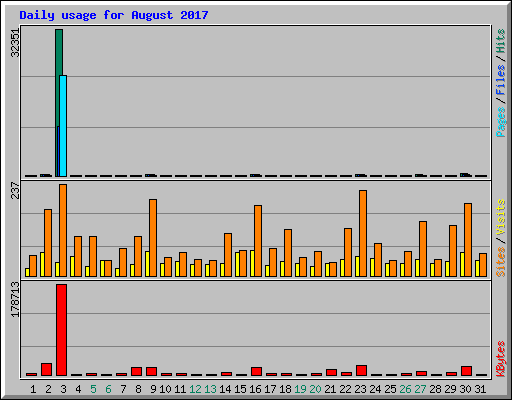 Daily usage for August 2017
32351
Pages / Files / Hits
237
Sites / Visits
178713
KBytes
1 2 3 4 5 6 7 8 9 10 11 12 13 14 15 16 17 18 19 20 21 22 23 24 25 26 27 28 29 30 31